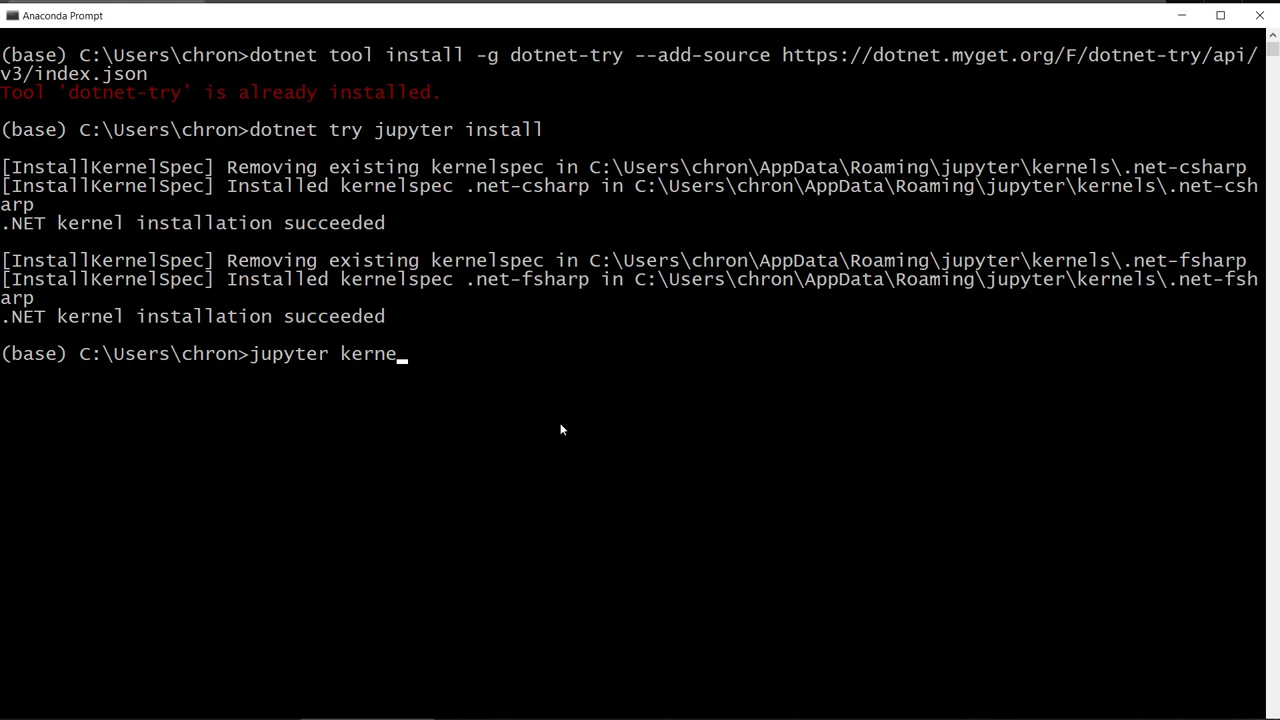 Anaconda Prompt
(base) C:\Users\chron>dotnet tool install -g dotnet-try --add-source https://dotnet.myget.org/F/dotnet-try/api/
v3/index.json
Tool 'dotnet-try' is already installed.
(base) C:\Users\chron>dotnet try jupyter install
[InstallKernelSpec] Removing existing kernelspec in C:\Users\chron\AppData\Roaming\jupyter\kernels\.net-csharp
[InstallKernelSpec] Installed kernelspec .net-csharp in C:\Users\chron\AppData\Roaming\jupyter\kernels\.net-csh
arp
.NET kernel installation succeeded
[InstallKernelSpec] Removing existing kernelspec in C:\Users\chron\AppData\Roaming\jupyter\kernels\.net-fsharp
[InstallKernelSpec] Installed kernelspec .net-fsharp in C:\Users\chron\AppData\Roaming\jupyter\kernels\.net-fsh
arp
.NET kernel installation succeeded
(base) C:\Users\chron>jupyter kerne